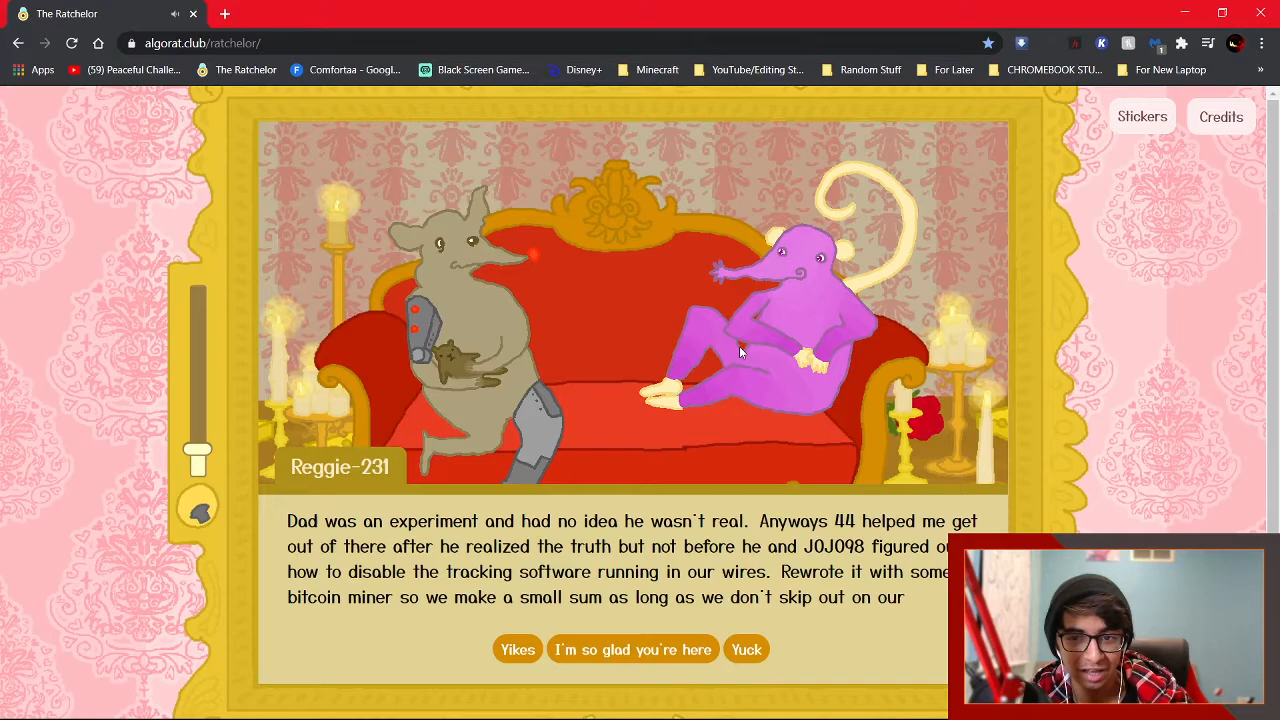 The Ratchelor
algorat.club/ratchelor/
1
Apps
(59) Peaceful Challe...
The Ratchelor
Comfortaa - Googl...
Black Screen Game...
Disney+
Minecraft
YouTube/Editing St...
Random Stuff
For Later
CHROMEBOOK STU...
For New Laptop
»
Stickers
Credits
Reggie-231
Dad was an experiment and had no idea he wasn't real. Anyways 44 helped me get
out of there after he realized the truth but not before he and JOJ098 figured
how to disable the tracking software running in our wires. Rewrote it with some
bitcoin miner so we make a small sum as long as we don't skip out on our
Yikes
I'm so glad you're here
Yuck